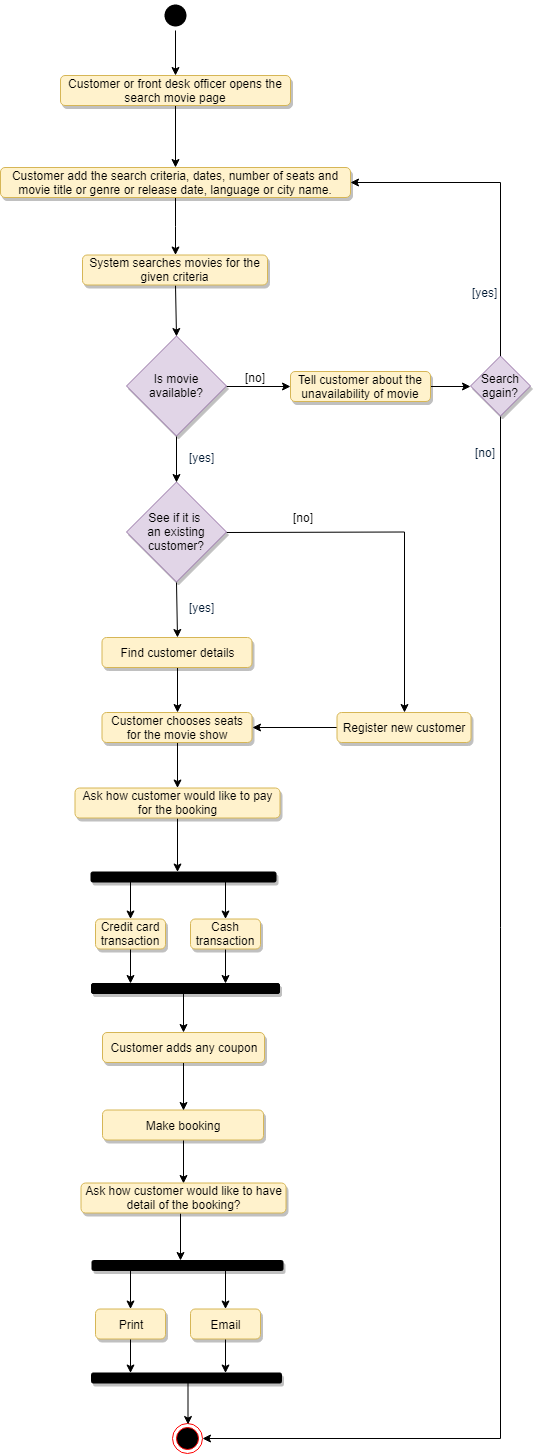 Customer or front desk officer opens the
search movie page
Customer add the search criteria, dates, number of seats and
movie title or genre or release date, language or city name.
System searches movies for the
given criteria
[yes]
Is movie
available?
[no]
Tell customer about the
unavailability of movie
Search
again?
[yes]
[no]
See if it is
an existing
customer?
[no]
[yes]
Find customer details
Customer chooses seats
for the movie show
Register new customer
Ask how customer would like to pay
for the booking
Credit card
transaction
Cash
transaction
Customer adds any coupon
Make booking
Ask how customer would like to have
detail of the booking?
Print
Email